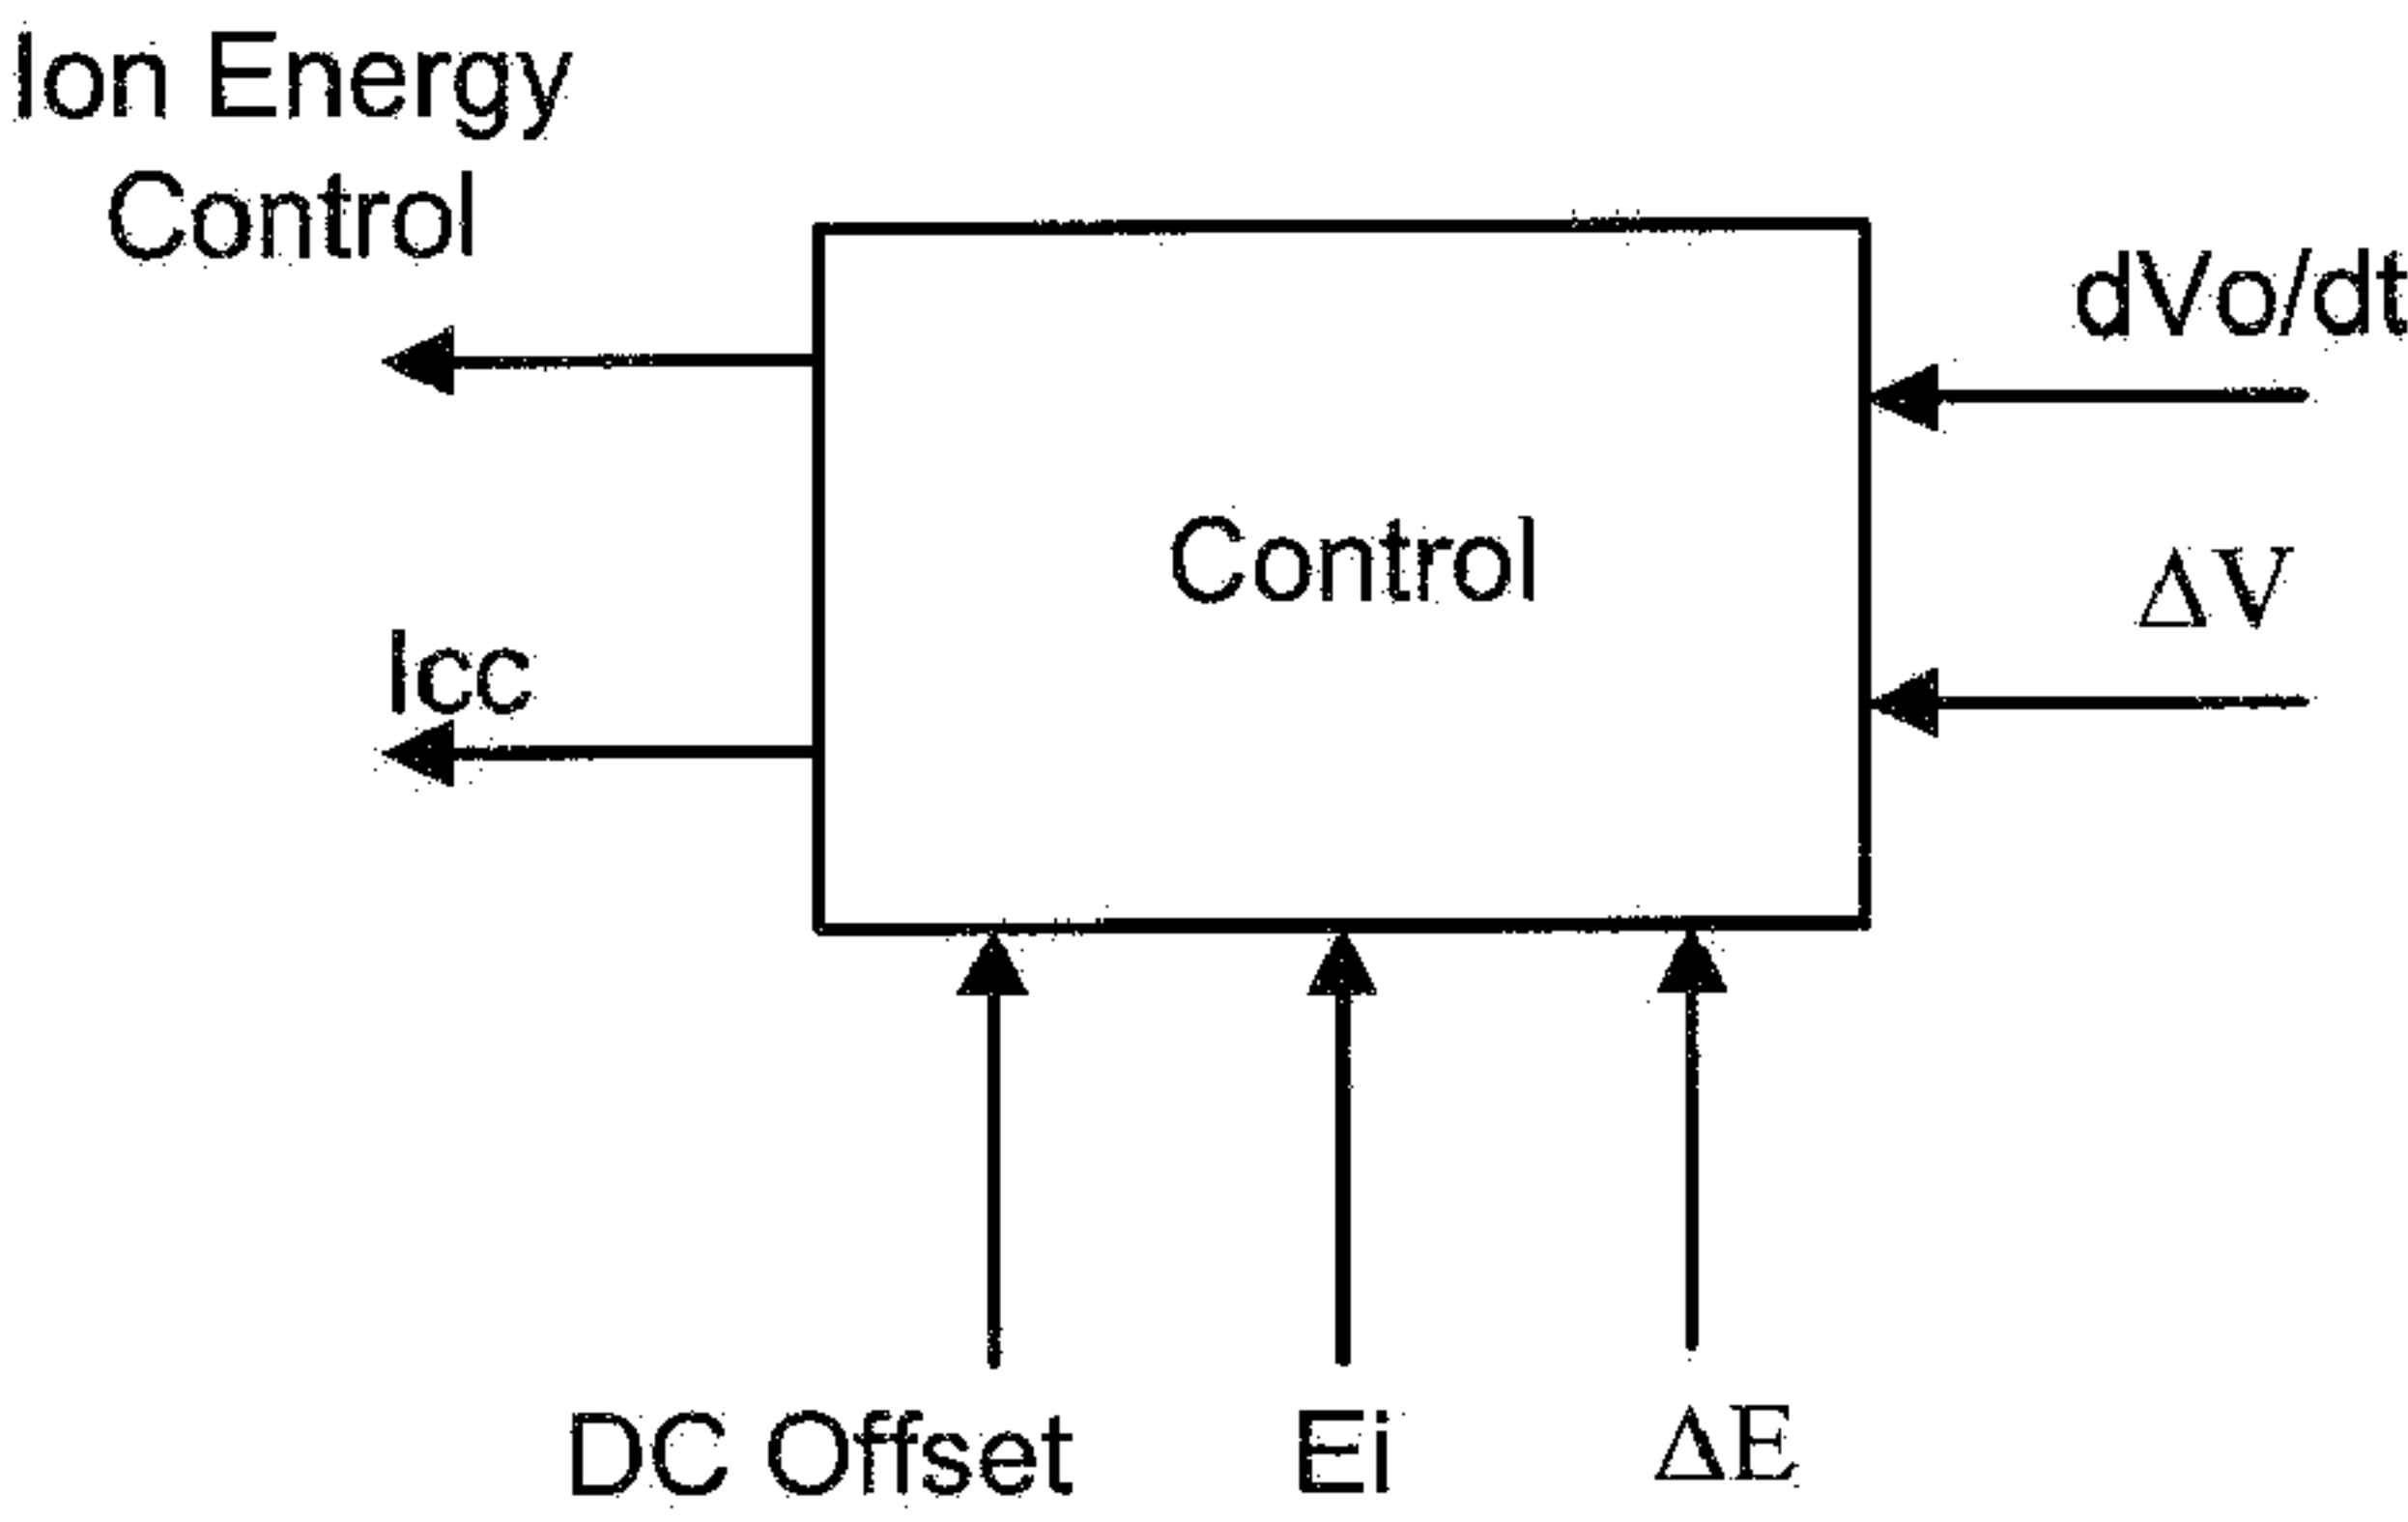 Ion Energy
Control
dVo/dt
Control
ΔV
Icc
DC Offset
Ei
ΔE